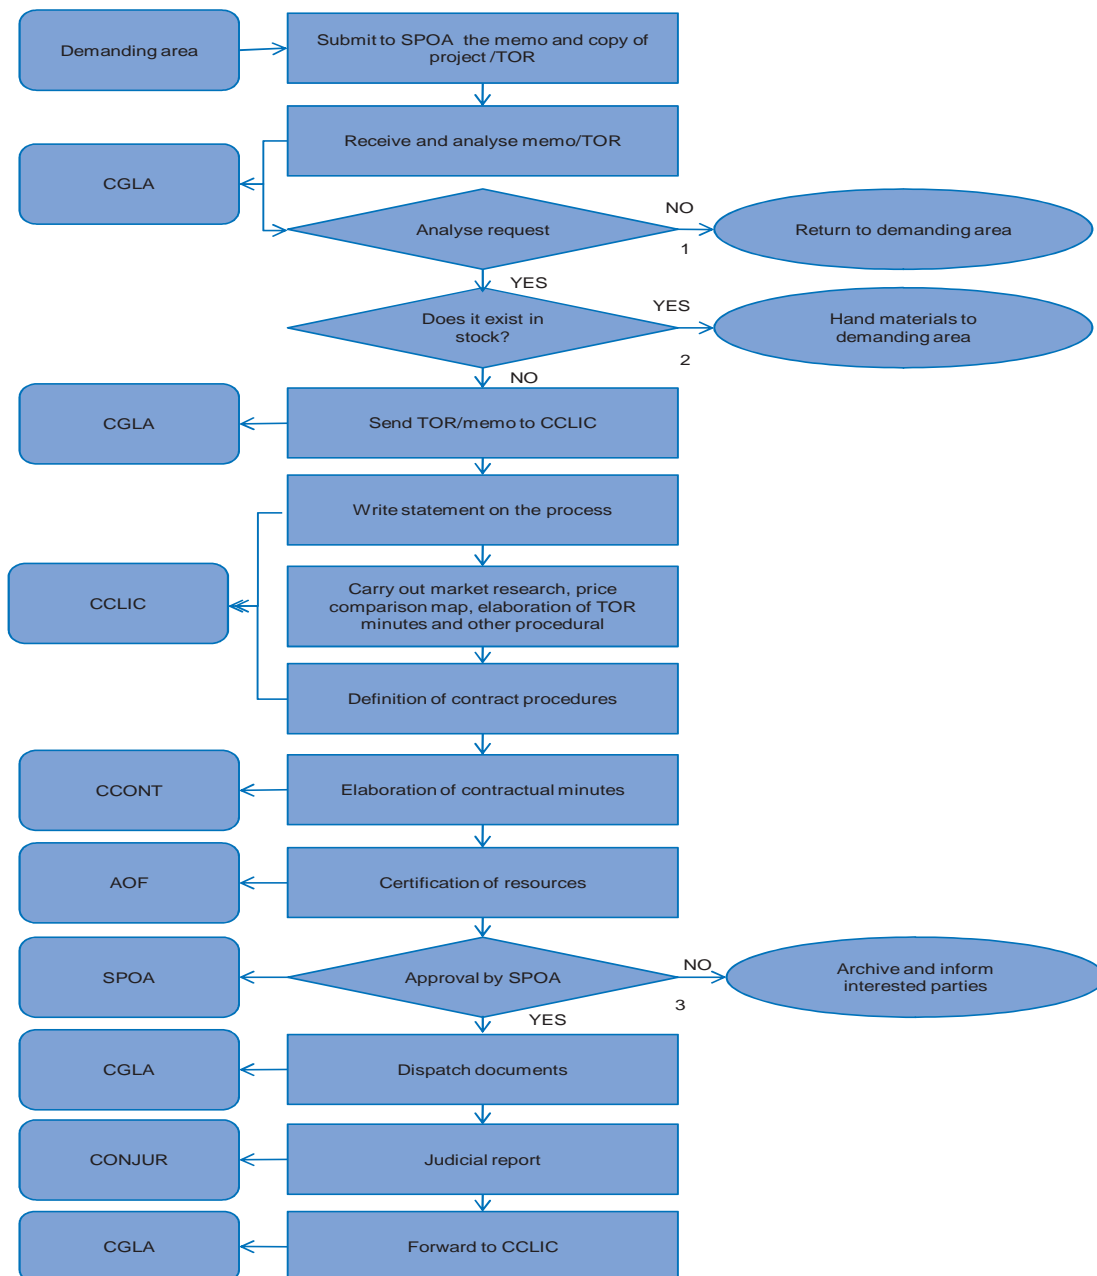 Demanding area
Submit to SPOA the memo and copy of
project /TOR
Receive and analyse memo/TOR
CGLA
Analyse request
NO
1
Return to demanding area
YES
Does it exist in
stock?
YES
2
Hand materials to
demanding area
NO
CGLA
Send TOR/memo to CCLIC
Write statement on the process
CCLIC
Carry out market research, price
comparison map, elaboration of TOR
minutes and other procedural
Definition of contract procedures
CCONT
Elaboration of contractual minutes
AOF
Certification of resources
SPOA
Approval by SPOA
NO
3
Archive and inform
interested parties
YES
CGLA
Dispatch documents
CONJUR
Judicial report
CGLA
Forward to CCLIC